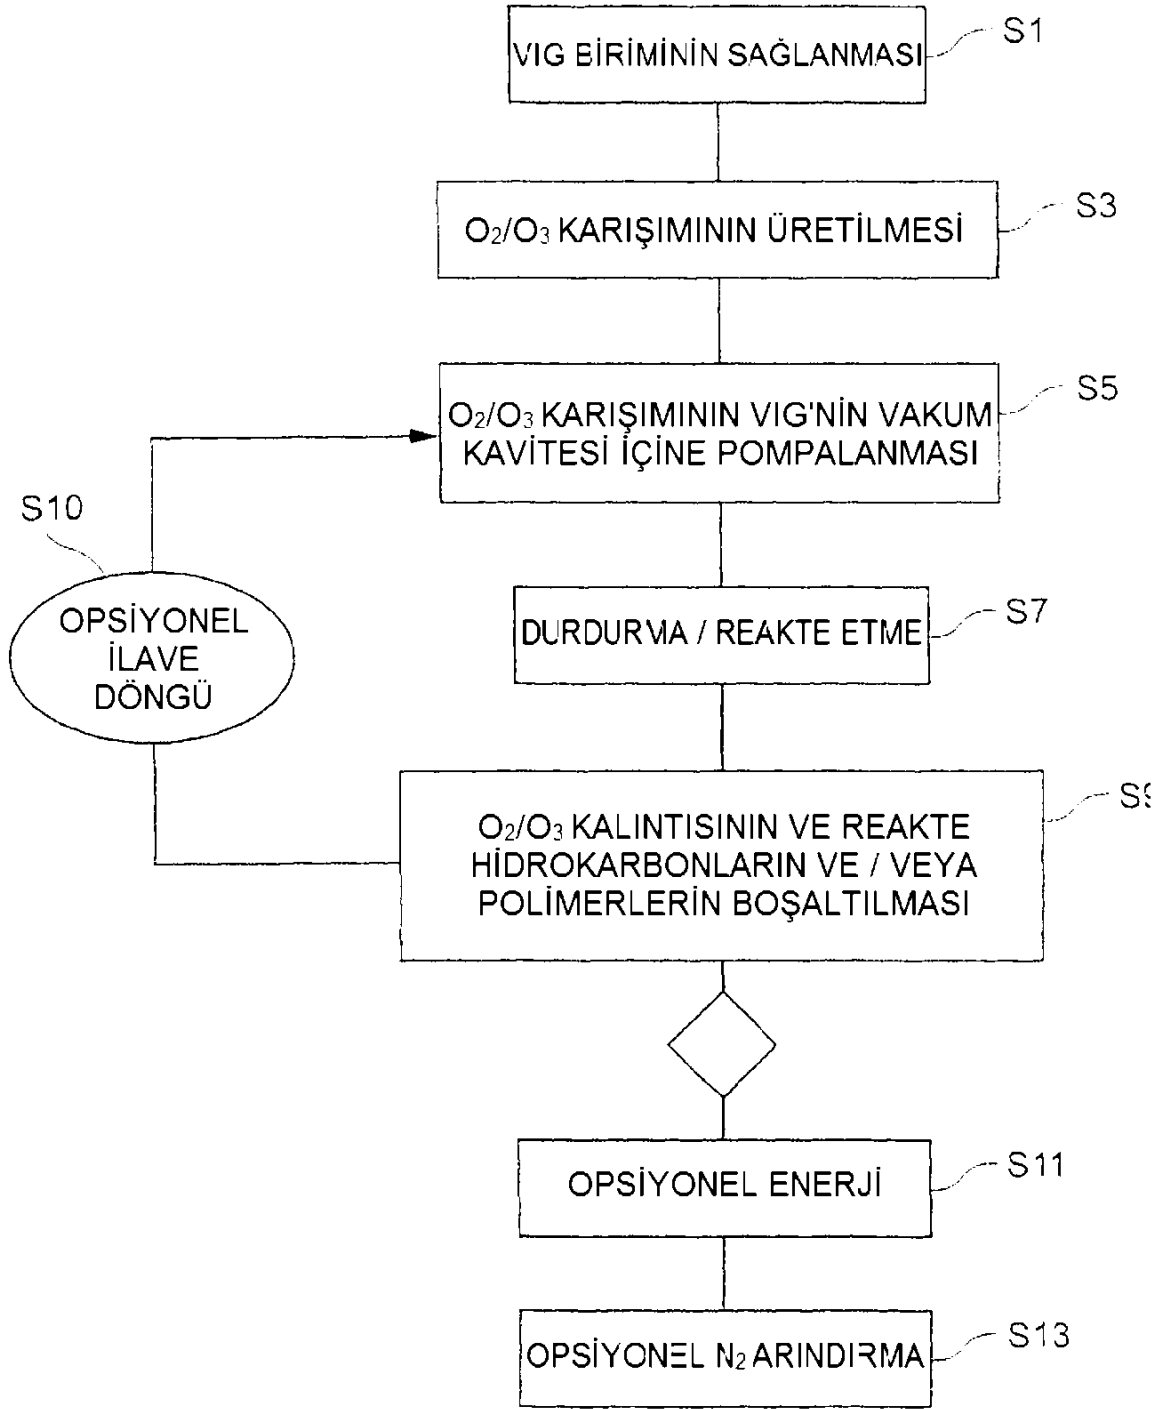 VIG BİRİMİNİN SAĞLANMASI
S1
O₂/O₃ KARIŞIMININ ÜRETİLMESİ
S3
O₂/O₃ KARIŞIMININ VIG'NİN VAKUM
KAVİTESİ İÇİNE POMPALANMASI
S5
S10
OPSİYONEL
İLAVE
DÖNGÜ
DURDURMA / REAKTE ETME
S7
O₂/O₃ KALINTISININ VE REAKTE
HİDROKARBONLARIN VE / VEYA
POLİMERLERİN BOŞALTILMASI
S9
OPSİYONEL ENERJİ
S11
OPSİYONEL N₂ ARINDIRMA
S13